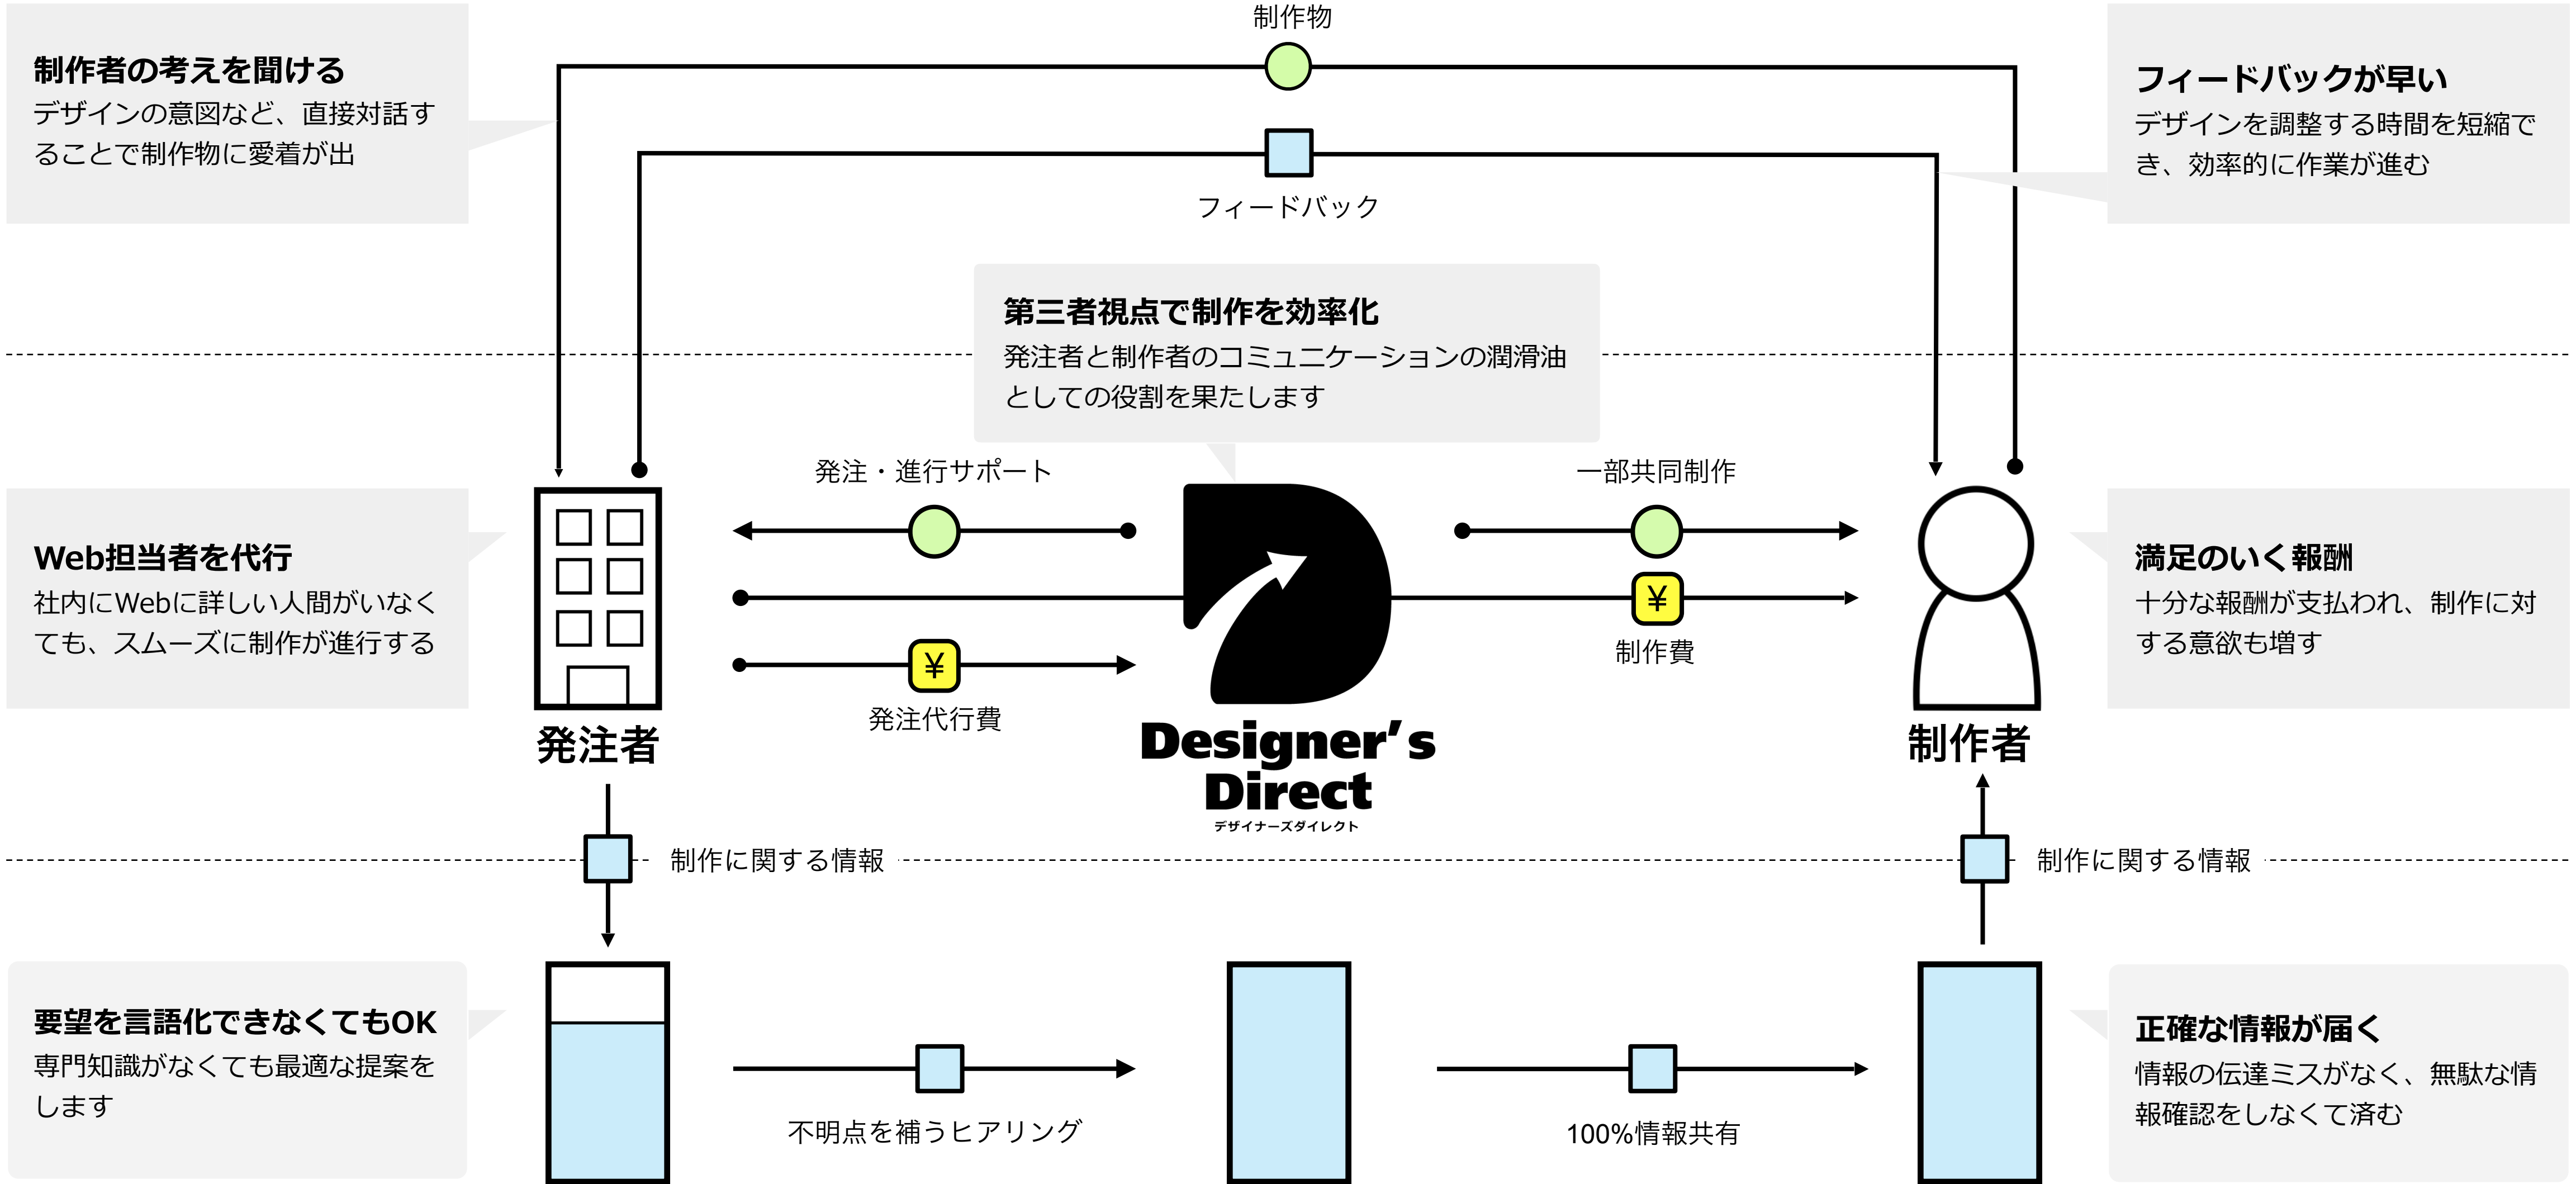 制作物
制作者の考えを聞ける
デザインの意図など、直接対話す
ることで制作物に愛着が出
フィードバックが早い
デザインを調整する時間を短縮で
き、効率的に作業が進む
フィードバック
第三者視点で制作を効率化
発注者と制作者のコミュニケーションの潤滑油
としての役割を果たします
発注・進行サポート
一部共同制作
Web担当者を代行
社内にWebに詳しい人間がいなく
ても、スムーズに制作が進行する
¥
制作費
¥
発注代行費
満足のいく報酬
十分な報酬が支払われ、制作に対
する意欲も増す
発注者
Designer's
Direct
デザイナーズダイレクト
制作者
制作に関する情報
制作に関する情報
要望を言語化できなくてもOK
専門知識がなくても最適な提案を
します
不明点を補うヒアリング
100%情報共有
正確な情報が届く
情報の伝達ミスがなく、無駄な情
報確認をしなくて済む